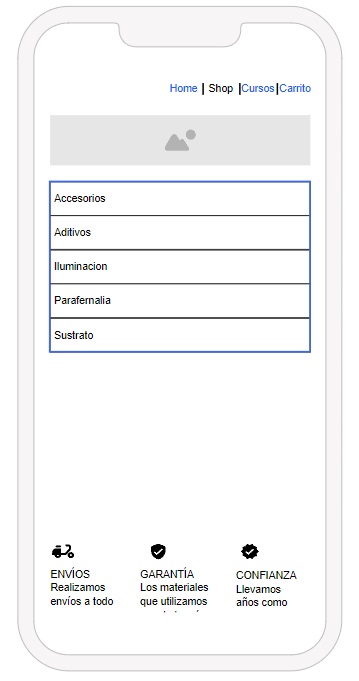 Home | Shop |Cursos|Carrito
Accesorios
Aditivos
Iluminacion
Parafernalia
Sustrato
ENVÍOS
Realizamos
envíos a todo
GARANTÍA
Los materiales
que utilizamos
CONFIANZA
Llevamos
años como